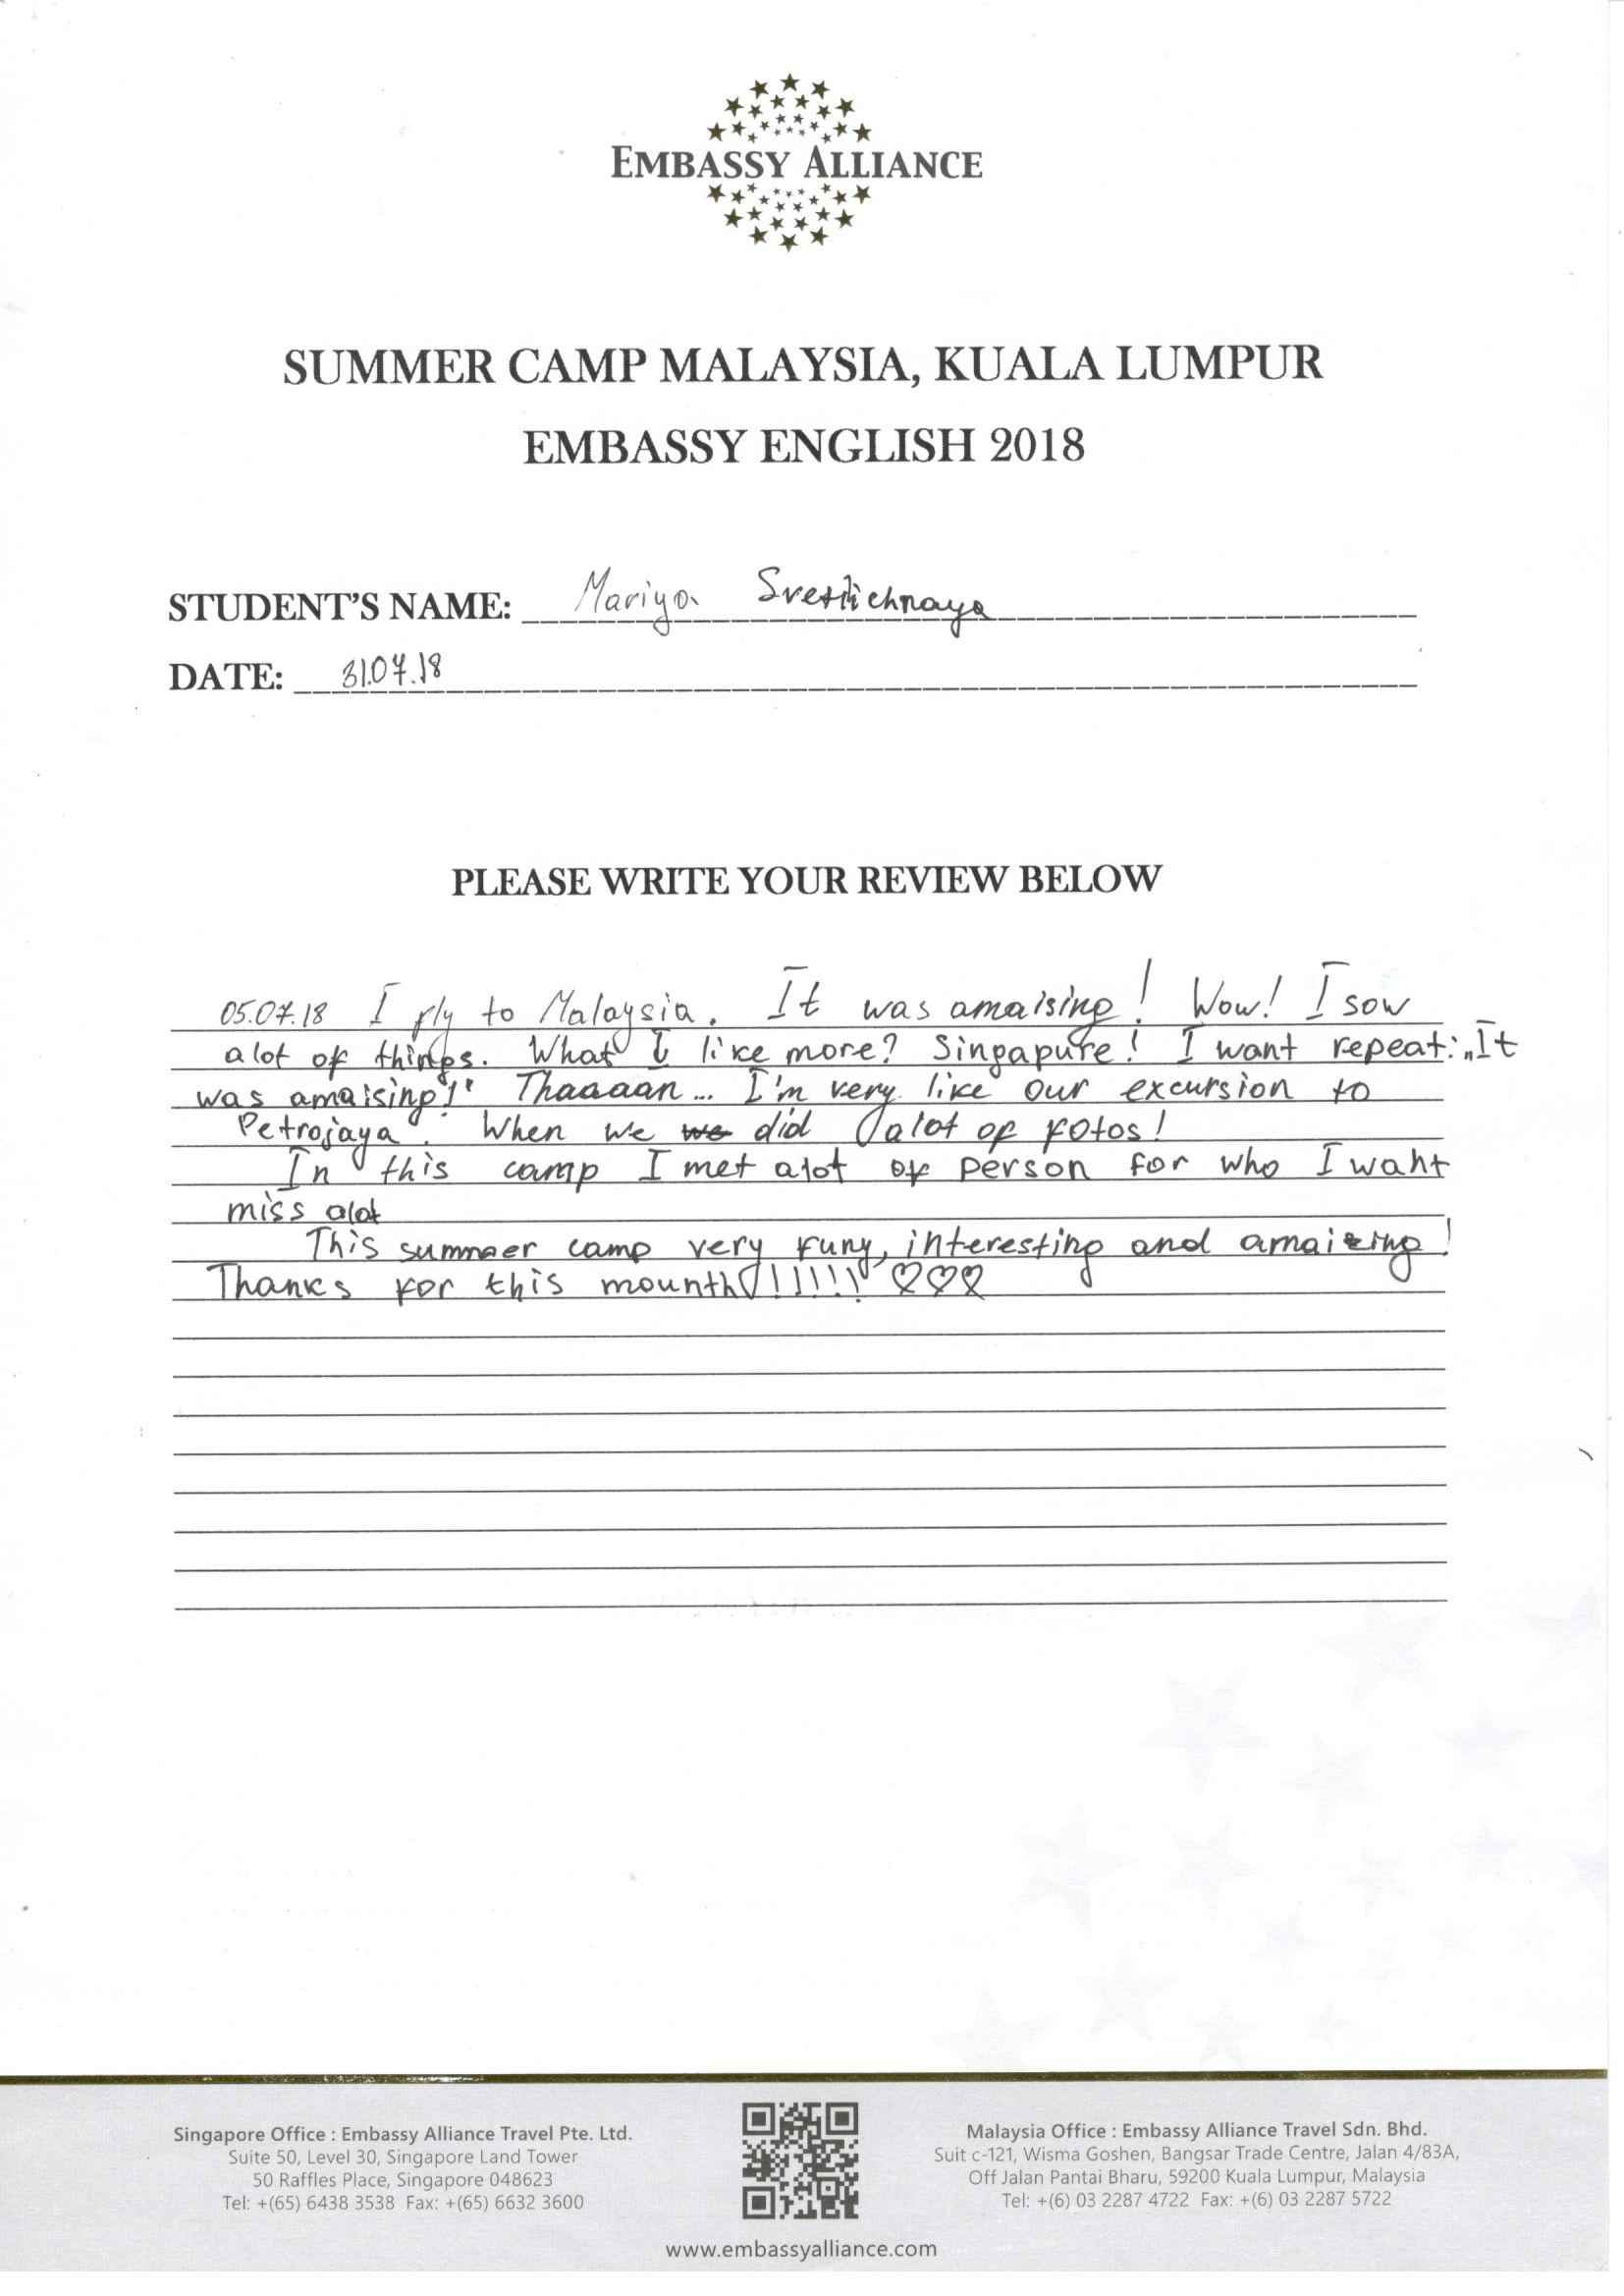 EMBASSY ALLIANCE
SUMMER CAMP MALAYSIA, KUALA LUMPUR
EMBASSY ENGLISH 2018
STUDENT'S NAME: Mariya Svetlichnaya
DATE: 31.07.18
PLEASE WRITE YOUR REVIEW BELOW
05.07.18 I fly to Malaysia. It was amaising! Wow! I sow
alot of things. What I like more? Singapure! I want repeat: „It
was amaising!" Thaaaan... I'm very like our excursion to
Petrojaya. When we we did alot of fotos!
In this camp I met alot of person for who I want
miss alot
This summer camp very funy, interesting and amaizing!
Thanks for this mounth!!!!!! ♡♡♡
Singapore Office : Embassy Alliance Travel Pte. Ltd.
Suite 50, Level 30, Singapore Land Tower
50 Raffles Place, Singapore 048623
Tel: +(65) 6438 3538 Fax: +(65) 6632 3600
Malaysia Office : Embassy Alliance Travel Sdn. Bhd.
Suit c-121, Wisma Goshen, Bangsar Trade Centre, Jalan 4/83A,
Off Jalan Pantai Bharu, 59200 Kuala Lumpur, Malaysia
Tel: +(6) 03 2287 4722 Fax: +(6) 03 2287 5722
www.embassyalliance.com